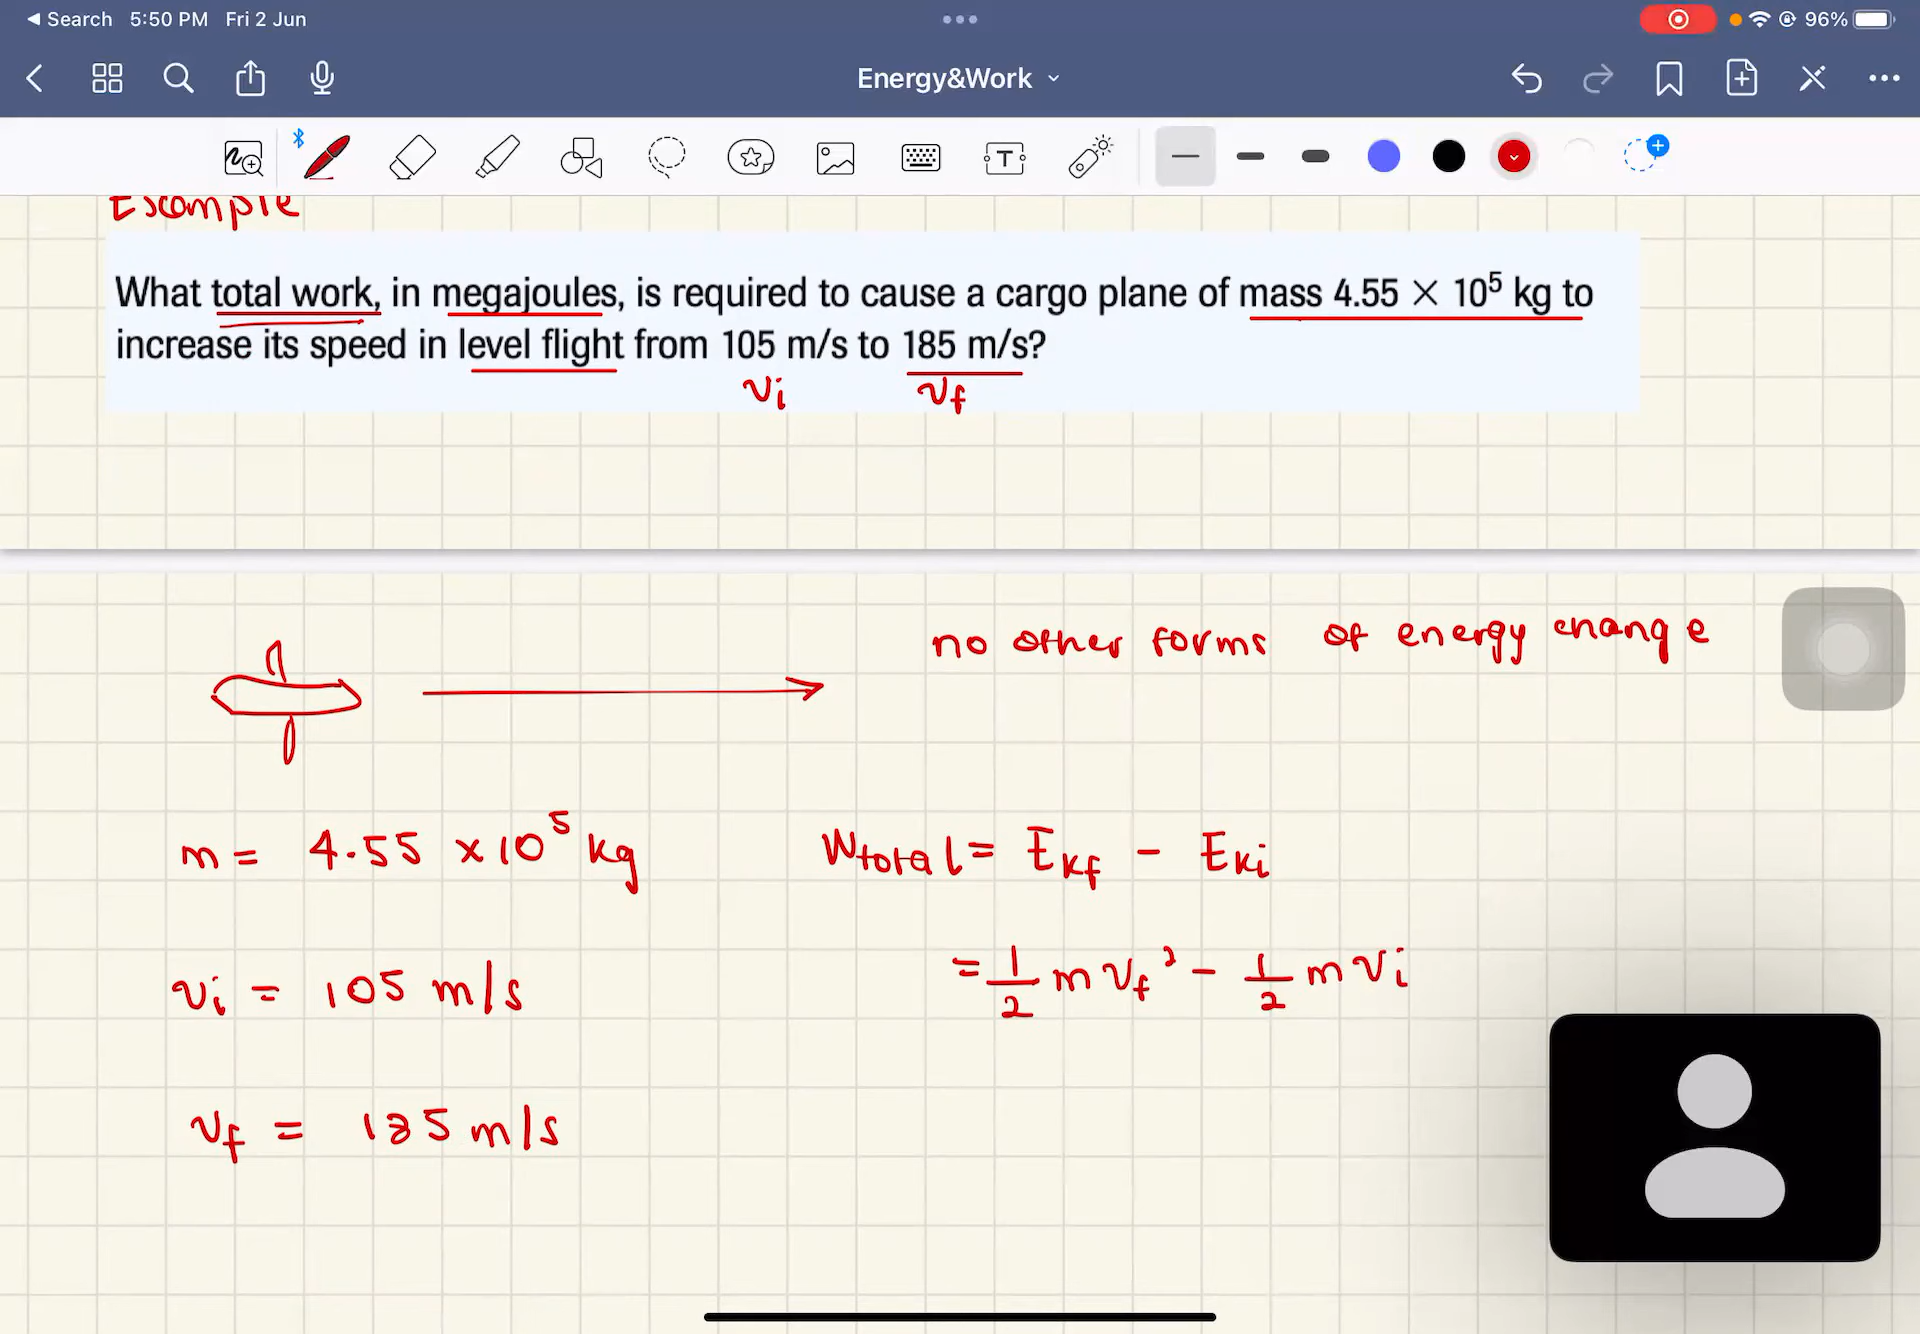 Search 5:50 PM Fri 2 Jun 96%
Energy&Work
T
Example
What total work, in megajoules, is required to cause a cargo plane of mass 4.55 × 10⁵ kg to
increase its speed in level flight from 105 m/s to 185 m/s?
vi vf
no other forms of energy change
m = 4.55 × 10⁵ kg
Wtotal = Ekf - Eki
vi = 105 m/s
= 1/2 m vf² - 1/2 m vi
vf = 185 m/s